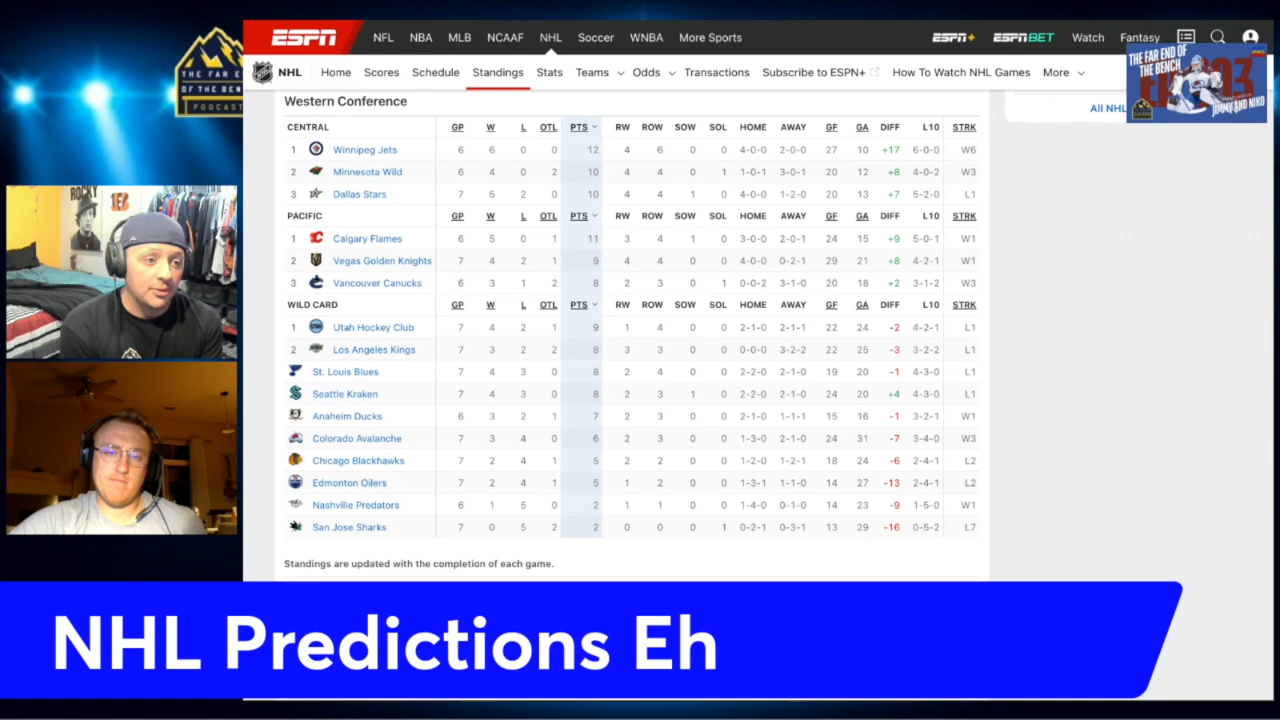 ESPN NFL NBA MLB NCAAF NHL Soccer WNBA More Sports ESPN+ ESPN BET Watch Fantasy
NHL Home Scores Schedule Standings Stats Teams Odds Transactions Subscribe to ESPN+ How To Watch NHL Games More
THE FAR E
OF THE BEN
PODCAST
THE FAR END OF
THE BENCH
JIMMY AND NIKO
All NHL
Western Conference
CENTRAL GP W L OTL PTS RW ROW SOW SOL HOME AWAY GF GA DIFF L10 STRK
1 Winnipeg Jets 6 6 0 0 12 4 6 0 0 4-0-0 2-0-0 27 10 +17 6-0-0 W6
2 Minnesota Wild 6 4 0 2 10 4 4 0 1 1-0-1 3-0-1 20 12 +8 4-0-2 W3
3 Dallas Stars 7 5 2 0 10 4 4 1 0 4-0-0 1-2-0 20 13 +7 5-2-0 L1
PACIFIC GP W L OTL PTS RW ROW SOW SOL HOME AWAY GF GA DIFF L10 STRK
1 Calgary Flames 6 5 0 1 11 3 4 1 0 3-0-0 2-0-1 24 15 +9 5-0-1 W1
2 Vegas Golden Knights 7 4 2 1 9 4 4 0 0 4-0-0 0-2-1 29 21 +8 4-2-1 W1
3 Vancouver Canucks 6 3 1 2 8 2 3 0 1 0-0-2 3-1-0 20 18 +2 3-1-2 W3
WILD CARD GP W L OTL PTS RW ROW SOW SOL HOME AWAY GF GA DIFF L10 STRK
1 Utah Hockey Club 7 4 2 1 9 1 4 0 0 2-1-0 2-1-1 22 24 -2 4-2-1 L1
2 Los Angeles Kings 7 3 2 2 8 3 3 0 0 0-0-0 3-2-2 22 25 -3 3-2-2 L1
St. Louis Blues 7 4 3 0 8 2 4 0 0 2-2-0 2-1-0 19 20 -1 4-3-0 L1
Seattle Kraken 7 4 3 0 8 2 3 1 0 2-2-0 2-1-0 24 20 +4 4-3-0 L1
Anaheim Ducks 6 3 2 1 7 2 3 0 0 2-1-0 1-1-1 15 16 -1 3-2-1 W1
Colorado Avalanche 7 3 4 0 6 2 3 0 0 1-3-0 2-1-0 24 31 -7 3-4-0 W3
Chicago Blackhawks 7 2 4 1 5 2 2 0 0 1-2-0 1-2-1 18 24 -6 2-4-1 L2
Edmonton Oilers 7 2 4 1 5 1 2 0 0 1-3-1 1-1-0 14 27 -13 2-4-1 L2
Nashville Predators 6 1 5 0 2 1 1 0 0 1-4-0 0-1-0 14 23 -9 1-5-0 W1
San Jose Sharks 7 0 5 2 2 0 0 0 1 0-2-1 0-3-1 13 29 -16 0-5-2 L7
Standings are updated with the completion of each game.
ROCKY
NHL Predictions Eh